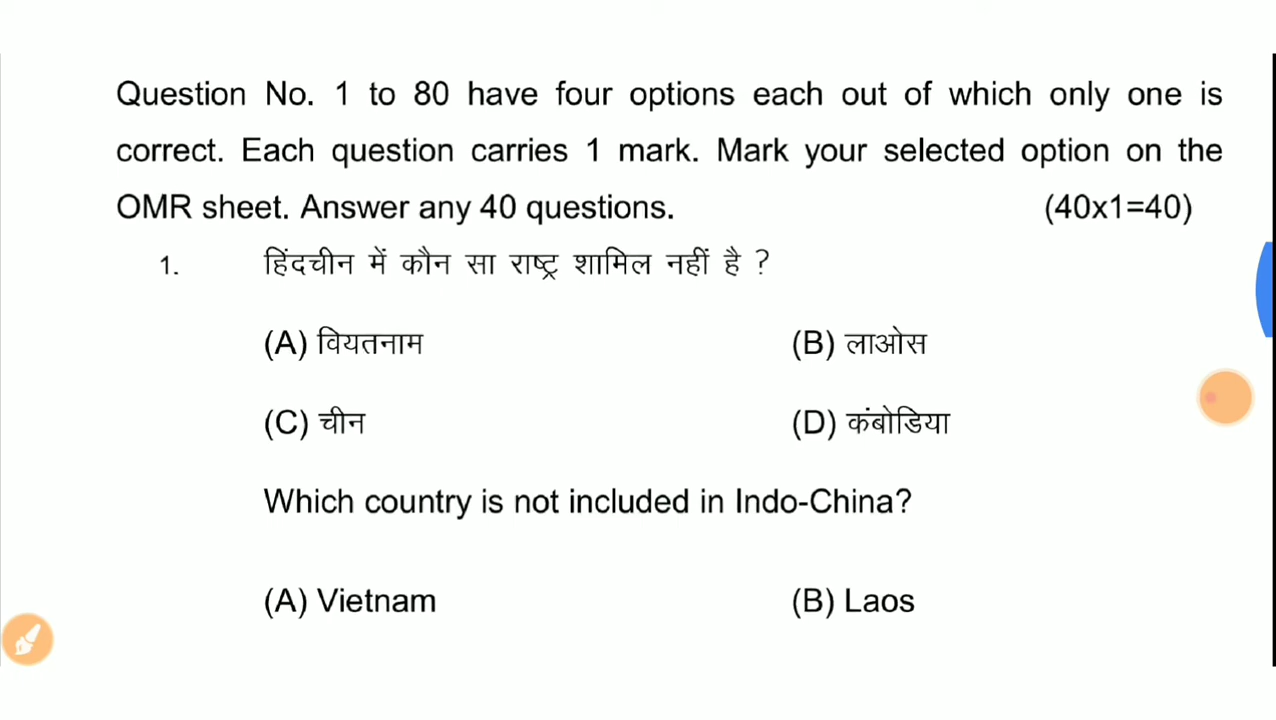 Question No. 1 to 80 have four options each out of which only one is
correct. Each question carries 1 mark. Mark your selected option on the
OMR sheet. Answer any 40 questions. (40x1=40)
1. हिंदचीन में कौन सा राष्ट्र शामिल नहीं है ?
(A) वियतनाम (B) लाओस
(C) चीन (D) कंबोडिया
Which country is not included in Indo-China?
(A) Vietnam (B) Laos